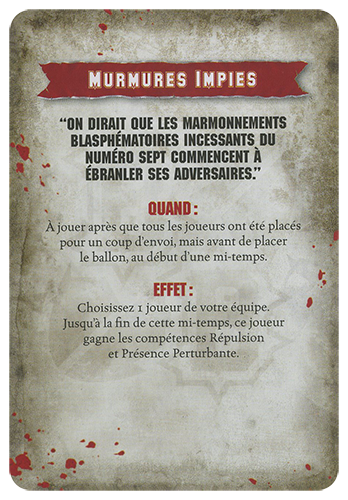 MURMURES IMPIES
“ON DIRAIT QUE LES MARMONNEMENTS
BLASPHÉMATOIRES INCESSANTS DU
NUMÉRO SEPT COMMENCENT À
ÉBRANLER SES ADVERSAIRES.”
QUAND :
À jouer après que tous les joueurs ont été placés
pour un coup d’envoi, mais avant de placer
le ballon, au début d’une mi-temps.
EFFET :
Choisissez 1 joueur de votre équipe.
Jusqu’à la fin de cette mi-temps, ce joueur
gagne les compétences Répulsion
et Présence Perturbante.